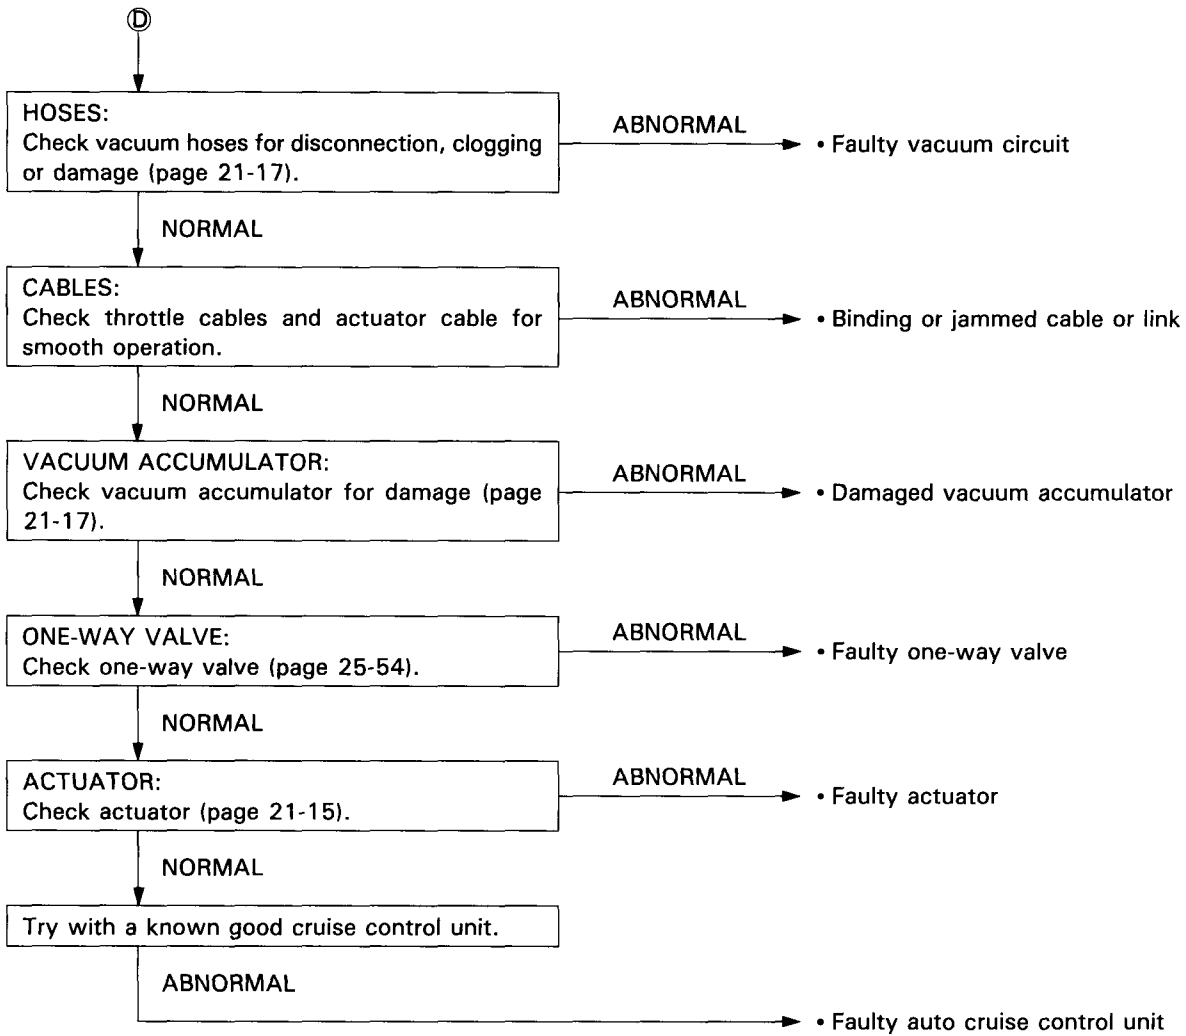 D
HOSES:
Check vacuum hoses for disconnection, clogging
or damage (page 21-17).
ABNORMAL
• Faulty vacuum circuit
NORMAL
CABLES:
Check throttle cables and actuator cable for
smooth operation.
ABNORMAL
• Binding or jammed cable or link
NORMAL
VACUUM ACCUMULATOR:
Check vacuum accumulator for damage (page
21-17).
ABNORMAL
• Damaged vacuum accumulator
NORMAL
ONE-WAY VALVE:
Check one-way valve (page 25-54).
ABNORMAL
• Faulty one-way valve
NORMAL
ACTUATOR:
Check actuator (page 21-15).
ABNORMAL
• Faulty actuator
NORMAL
Try with a known good cruise control unit.
ABNORMAL
• Faulty auto cruise control unit